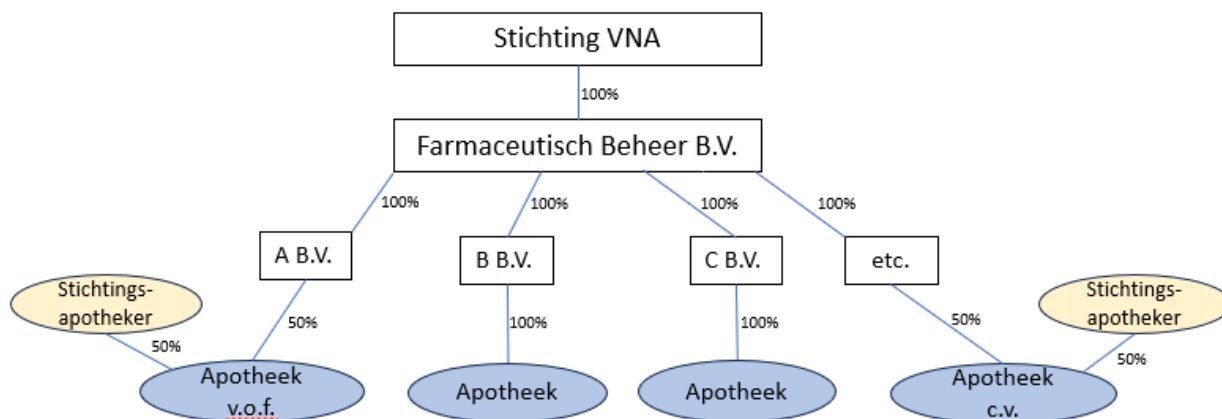 Stichting VNA
100%
Farmaceutisch Beheer B.V.
100%
100%
100%
100%
A B.V.
B B.V.
C B.V.
etc.
Stichtings-
apotheker
Stichtings-
apotheker
50%
100%
100%
50%
50%
50%
Apotheek
v.o.f.
Apotheek
Apotheek
Apotheek
c.v.